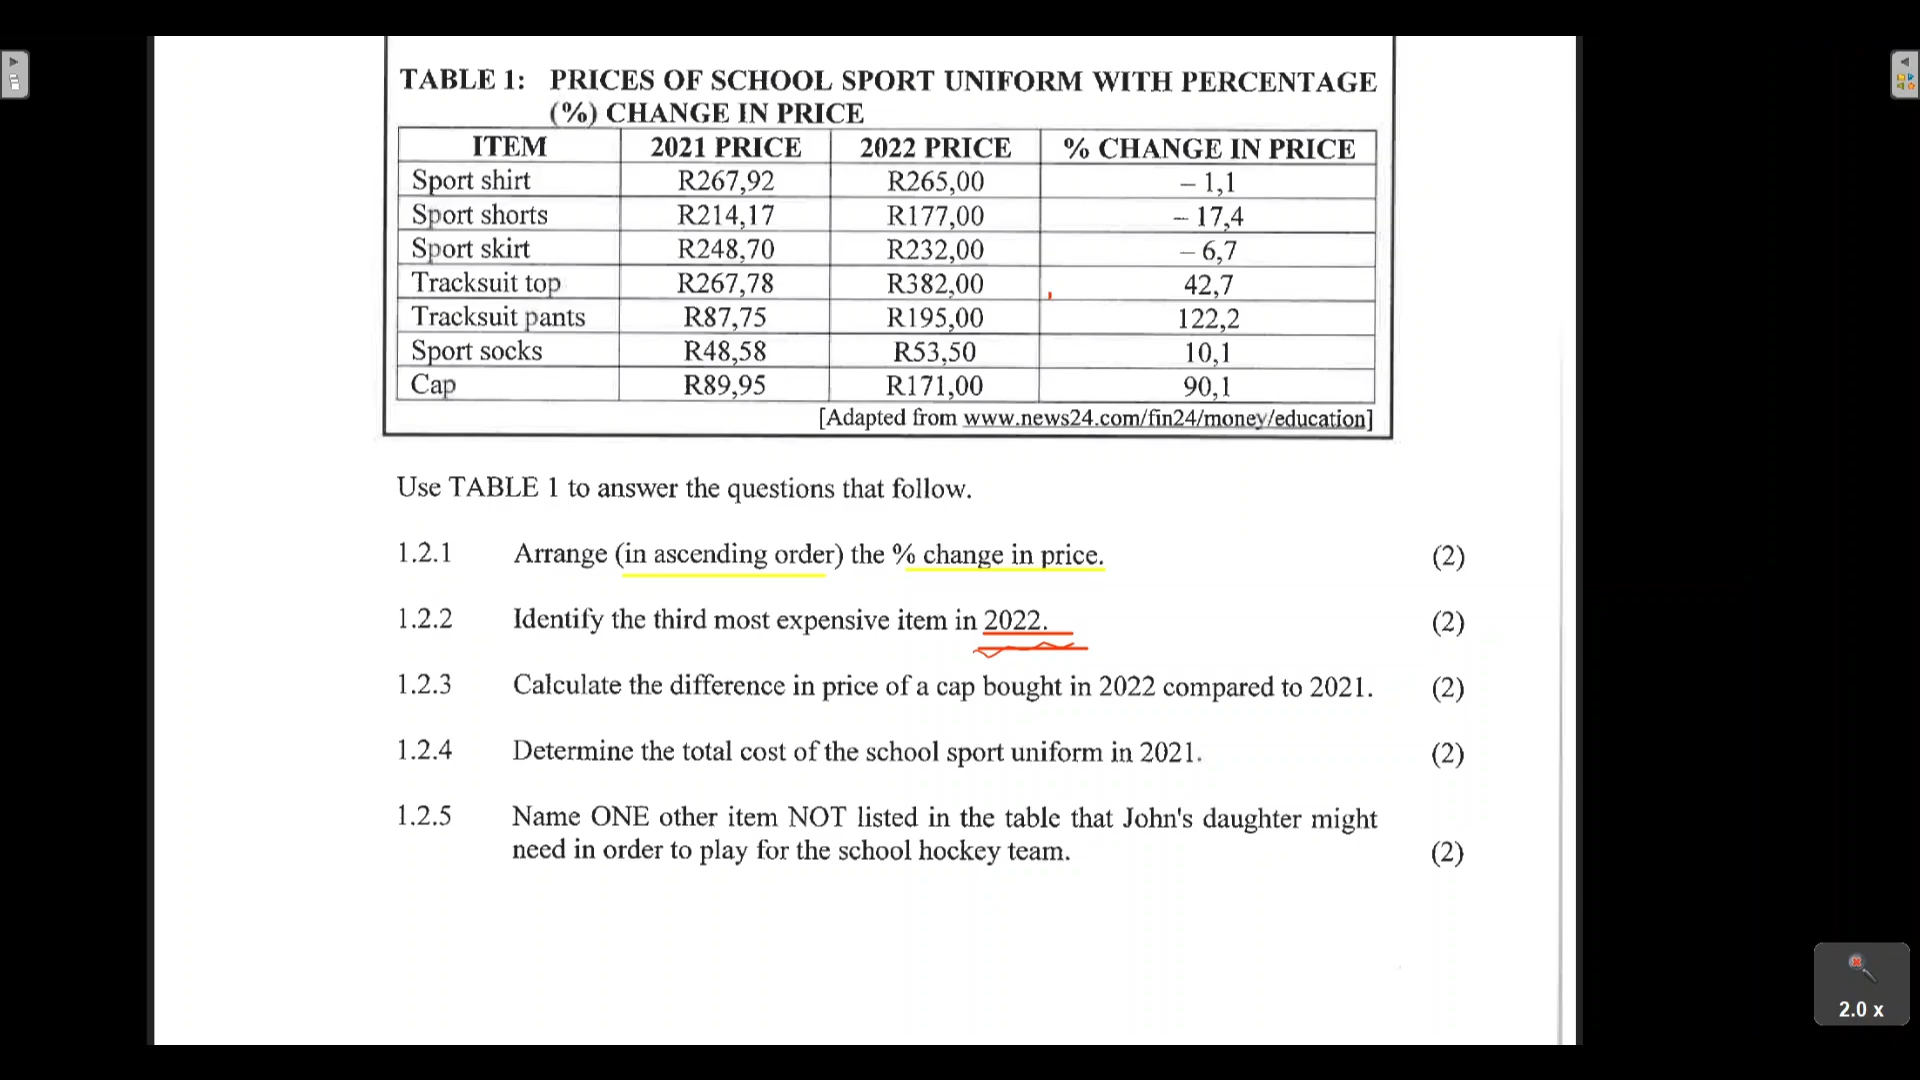 TABLE 1: PRICES OF SCHOOL SPORT UNIFORM WITH PERCENTAGE
(%) CHANGE IN PRICE
ITEM 2021 PRICE 2022 PRICE % CHANGE IN PRICE
Sport shirt R267,92 R265,00 – 1,1
Sport shorts R214,17 R177,00 – 17,4
Sport skirt R248,70 R232,00 – 6,7
Tracksuit top R267,78 R382,00 42,7
Tracksuit pants R87,75 R195,00 122,2
Sport socks R48,58 R53,50 10,1
Cap R89,95 R171,00 90,1
[Adapted from www.news24.com/fin24/money/education]
Use TABLE 1 to answer the questions that follow.
1.2.1 Arrange (in ascending order) the % change in price. (2)
1.2.2 Identify the third most expensive item in 2022. (2)
1.2.3 Calculate the difference in price of a cap bought in 2022 compared to 2021. (2)
1.2.4 Determine the total cost of the school sport uniform in 2021. (2)
1.2.5 Name ONE other item NOT listed in the table that John's daughter might
need in order to play for the school hockey team. (2)
2.0 x